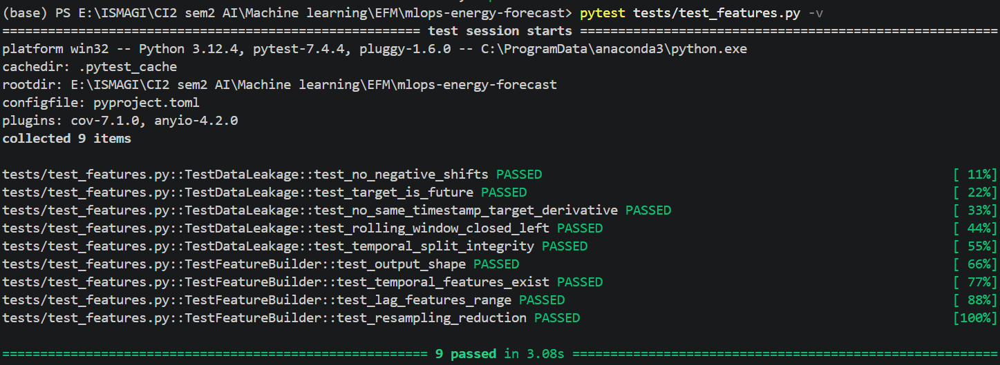 (base) PS E:\ISMAGI\CI2 sem2 AI\Machine learning\EFM\mlops-energy-forecast> pytest tests/test_features.py -v
======================================================= test session starts =======================================================
platform win32 -- Python 3.12.4, pytest-7.4.4, pluggy-1.6.0 -- C:\ProgramData\anaconda3\python.exe
cachedir: .pytest_cache
rootdir: E:\ISMAGI\CI2 sem2 AI\Machine learning\EFM\mlops-energy-forecast
configfile: pyproject.toml
plugins: cov-7.1.0, anyio-4.2.0
collected 9 items
tests/test_features.py::TestDataLeakage::test_no_negative_shifts PASSED [ 11%]
tests/test_features.py::TestDataLeakage::test_target_is_future PASSED [ 22%]
tests/test_features.py::TestDataLeakage::test_no_same_timestamp_target_derivative PASSED [ 33%]
tests/test_features.py::TestDataLeakage::test_rolling_window_closed_left PASSED [ 44%]
tests/test_features.py::TestDataLeakage::test_temporal_split_integrity PASSED [ 55%]
tests/test_features.py::TestFeatureBuilder::test_output_shape PASSED [ 66%]
tests/test_features.py::TestFeatureBuilder::test_temporal_features_exist PASSED [ 77%]
tests/test_features.py::TestFeatureBuilder::test_lag_features_range PASSED [ 88%]
tests/test_features.py::TestFeatureBuilder::test_resampling_reduction PASSED [100%]
======================================================== 9 passed in 3.08s ========================================================